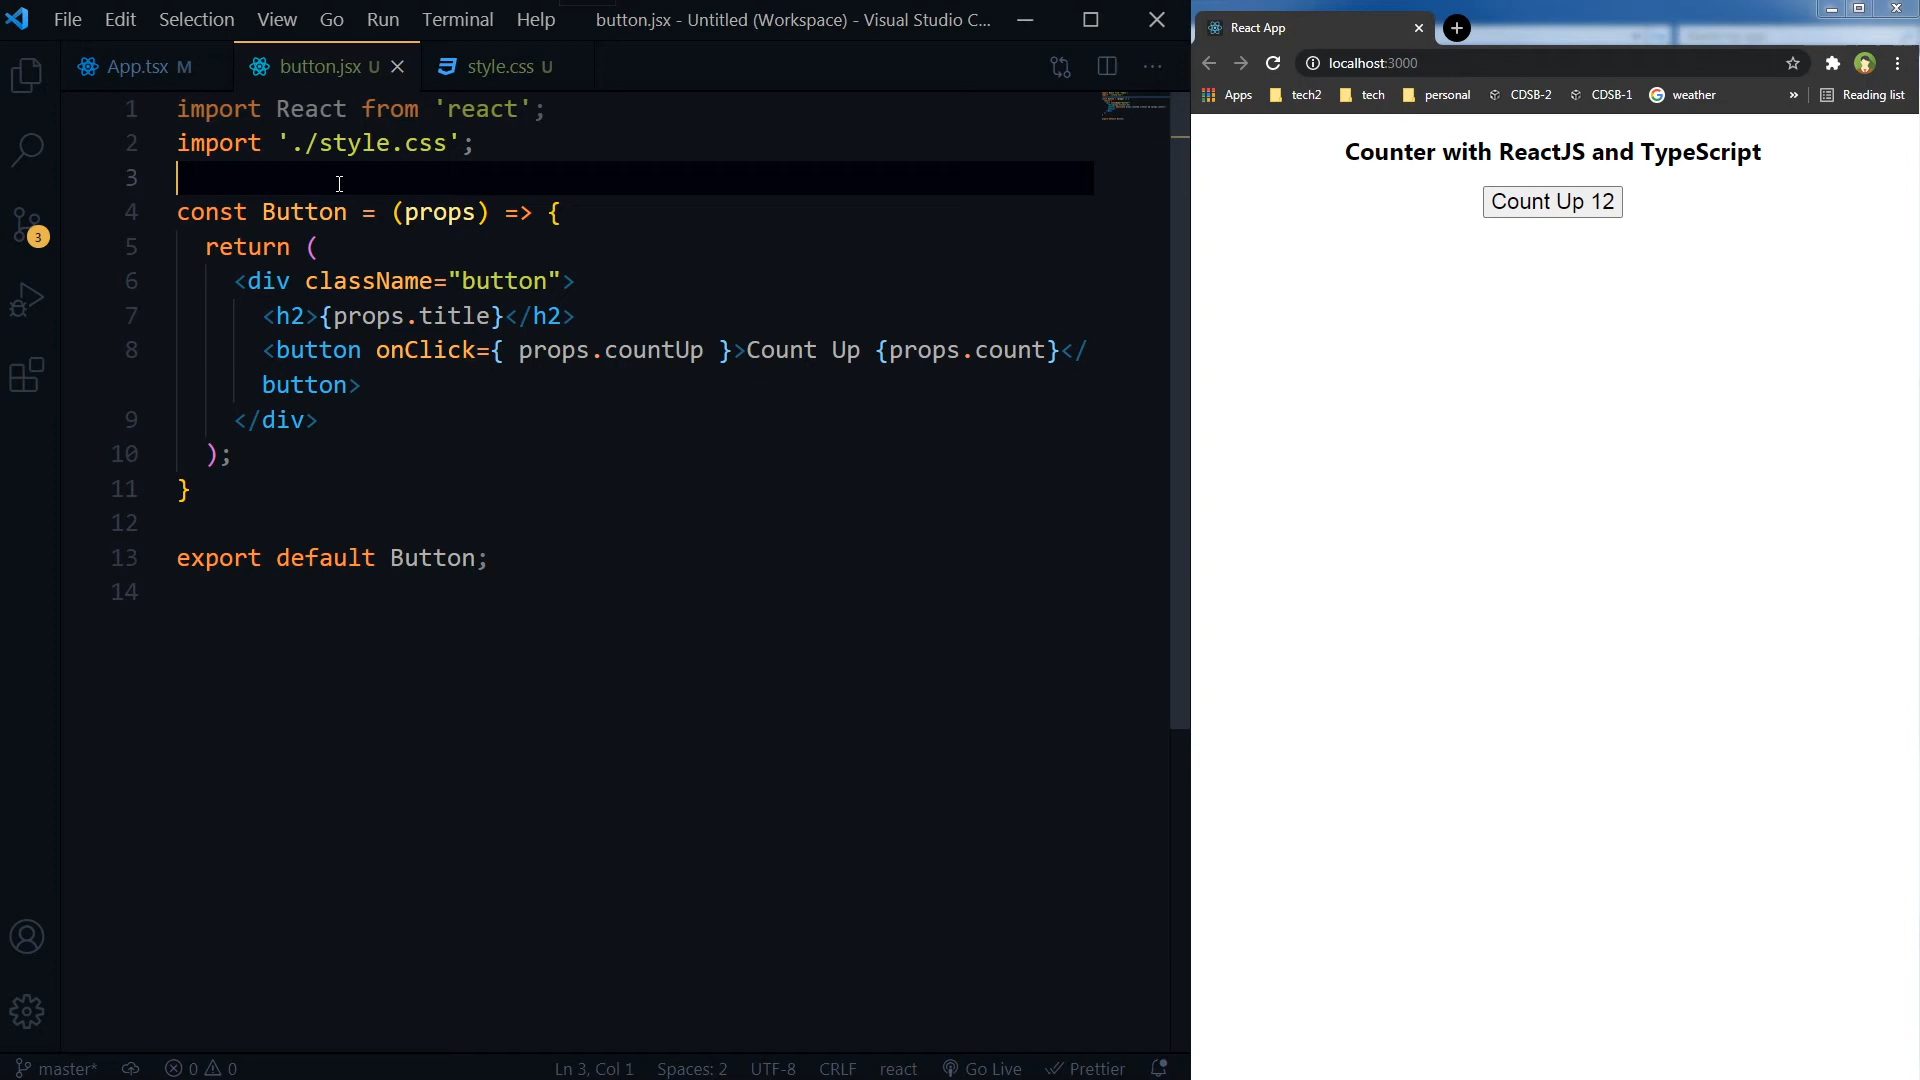 File Edit Selection View Go Run Terminal Help button.jsx - Untitled (Workspace) - Visual Studio C...
App.tsx M button.jsx U style.css U
1 import React from 'react';
2 import './style.css';
3
4 const Button = (props) => {
5 return (
6 <div className="button">
7 <h2>{props.title}</h2>
8 <button onClick={ props.countUp }>Count Up {props.count}</
button>
9 </div>
10 );
11 }
12
13 export default Button;
14
3
master* 0 0 Ln 3, Col 1 Spaces: 2 UTF-8 CRLF react Go Live Prettier
React App
localhost:3000
Apps tech2 tech personal CDSB-2 CDSB-1 weather » Reading list
Counter with ReactJS and TypeScript
Count Up 12